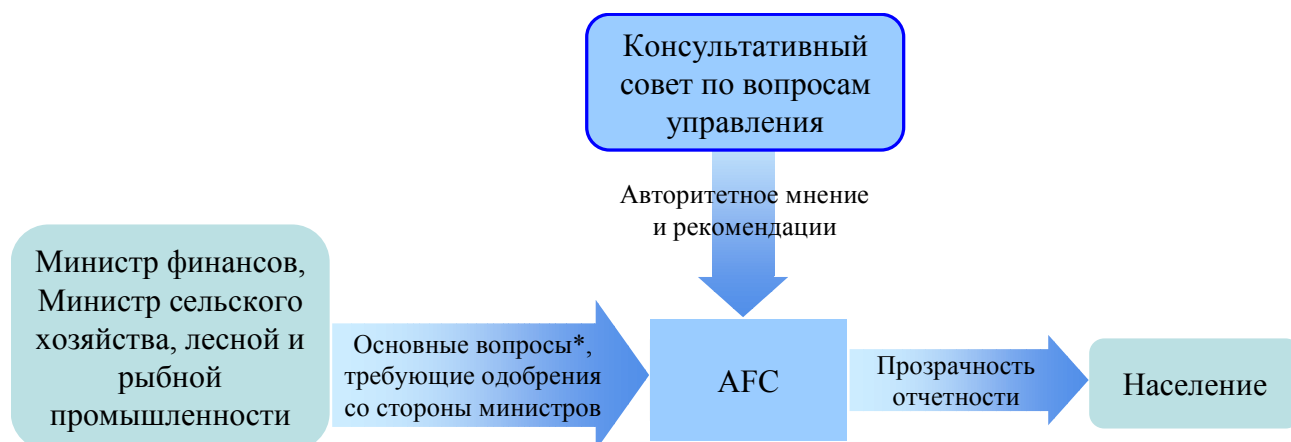 Консультативный
совет по вопросам
управления
Авторитетное мнение
и рекомендации
Министр финансов,
Министр сельского
хозяйства, лесной и
рыбной
промышленности
Основные вопросы*,
требующие одобрения
со стороны министров
AFC
Прозрачность
отчетности
Население